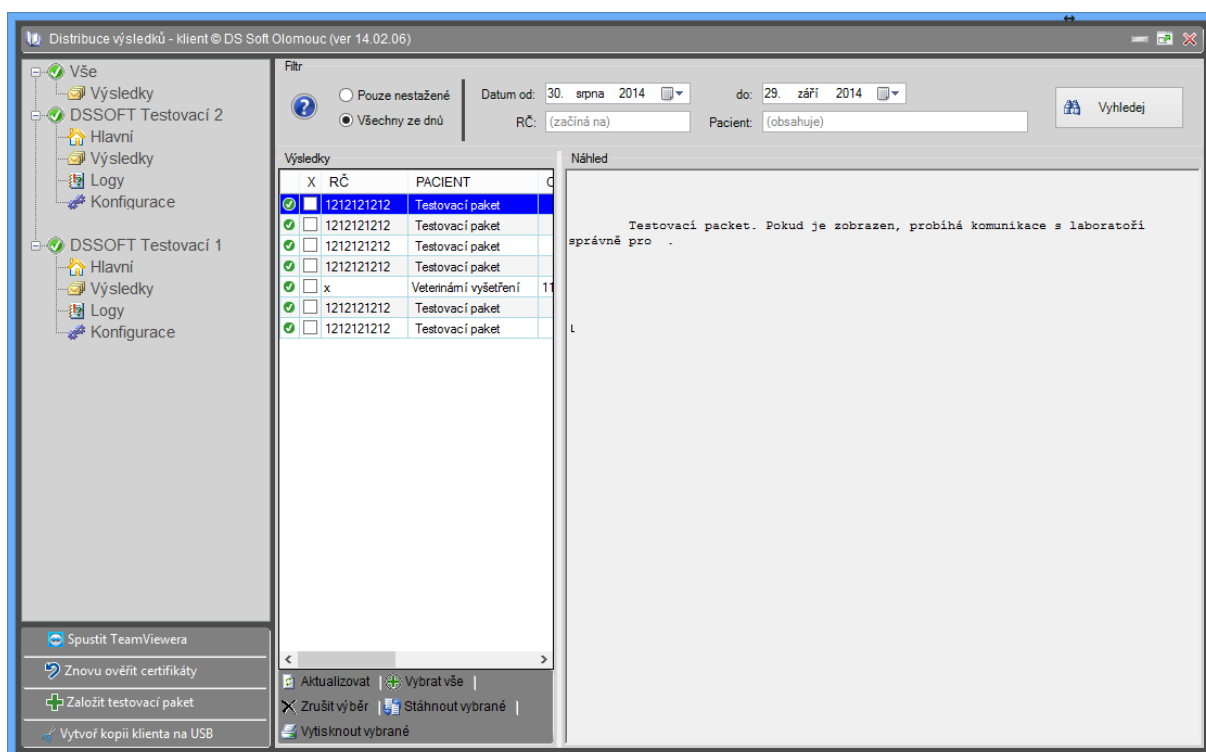 Distribuce výsledků - klient © DS Soft Olomouc (ver 14.02.06)
Vše
Výsledky
DSSOFT Testovací 2
Hlavní
Výsledky
Logy
Konfigurace
DSSOFT Testovací 1
Hlavní
Výsledky
Logy
Konfigurace
Spustit TeamViewera
Znovu ověřit certifikáty
Založit testovací paket
Vytvoř kopii klienta na USB
Filtr
Pouze nestažené
Všechny ze dnů
Datum od: 30. srpna 2014 do: 29. září 2014
RČ: (začíná na) Pacient: (obsahuje)
Vyhledej
Výsledky
X RČ PACIENT
1212121212 Testovací paket
1212121212 Testovací paket
1212121212 Testovací paket
1212121212 Testovací paket
x Veterinární vyšetření 11
1212121212 Testovací paket
1212121212 Testovací paket
Aktualizovat | Vybrat vše |
Zrušit výběr | Stáhnout vybrané |
Vytisknout vybrané
Náhled
Testovací packet. Pokud je zobrazen, probíhá komunikace s laboratoří
správně pro .
L